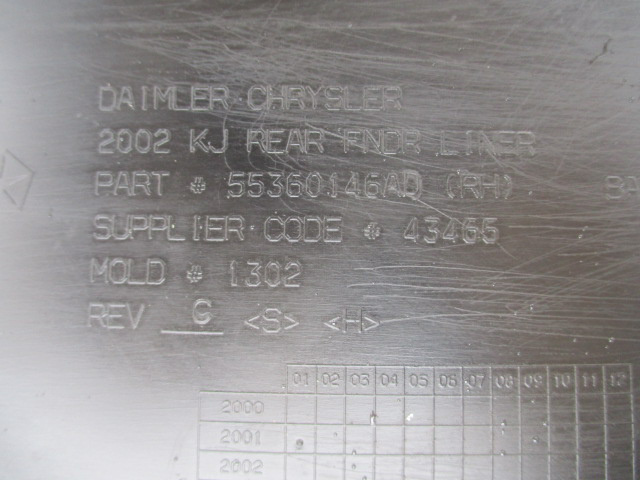 DAIMLER CHRYSLER
2002 KJ REAR FNDR LINER
PART # 55360146AD (RH)
SUPPLIER CODE # 43465
MOLD # 1302
REV C <S> <H>
01 02 03 04 05 06 07 08 09 10 11 12
2000
2001
2002